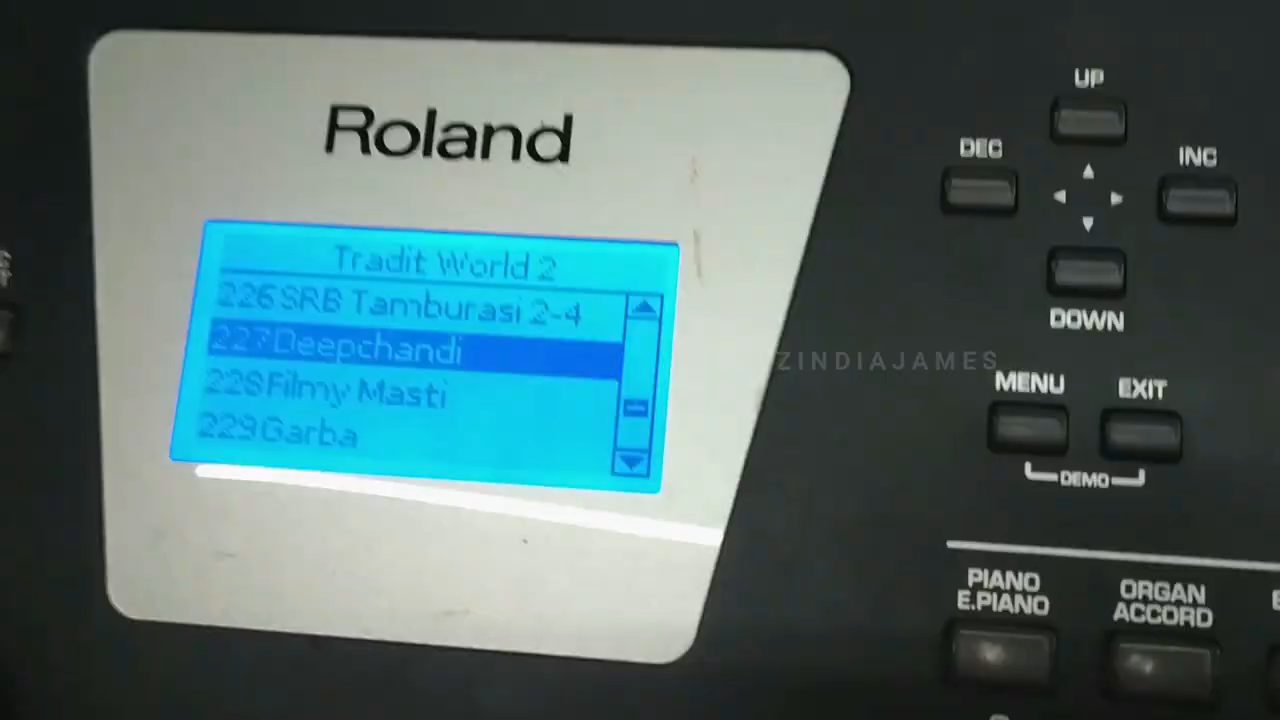 Roland
Tradit World 2
226 SRB Tamburasi 2-4
227 Deepchandi
228 Filmy Masti
229 Garba
UP
DEC
INC
DOWN
ZINDIAJAMES
MENU
EXIT
DEMO
PIANO
E.PIANO
ORGAN
ACCORD